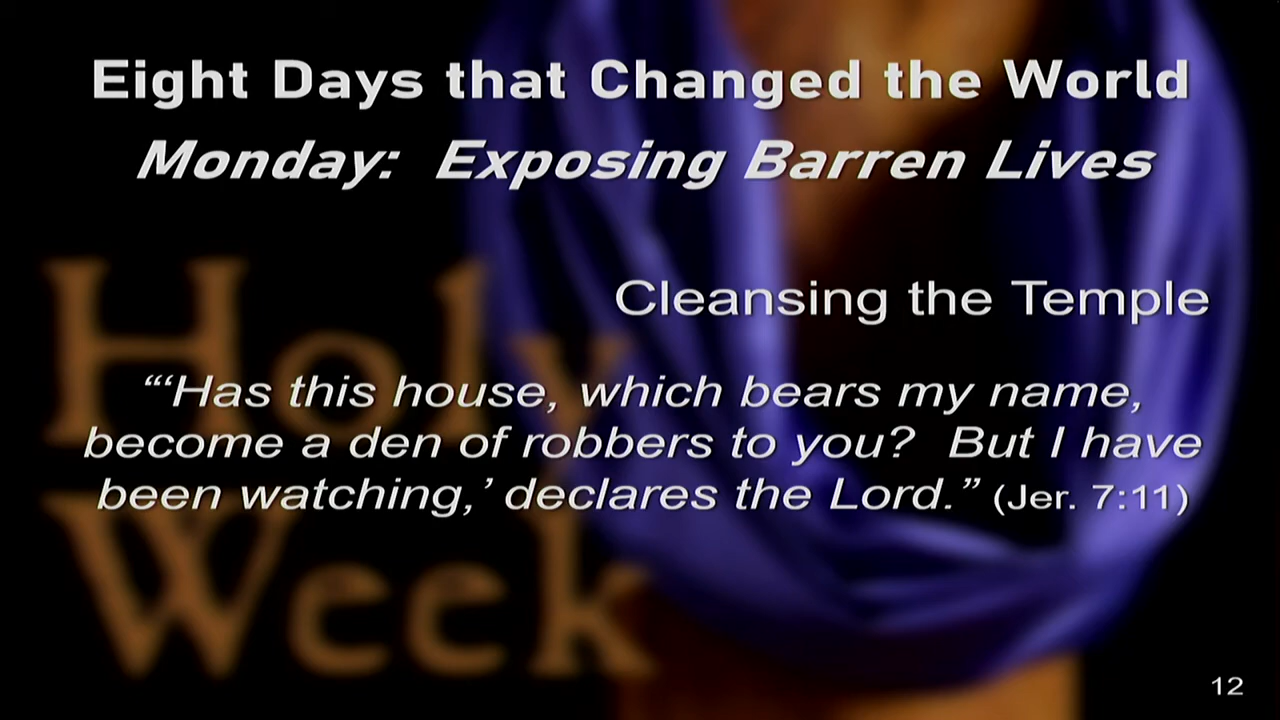 Eight Days that Changed the World
Monday: Exposing Barren Lives
Cleansing the Temple
“‘Has this house, which bears my name,
become a den of robbers to you? But I have
been watching,’ declares the Lord.” (Jer. 7:11)
Holy
Week
12